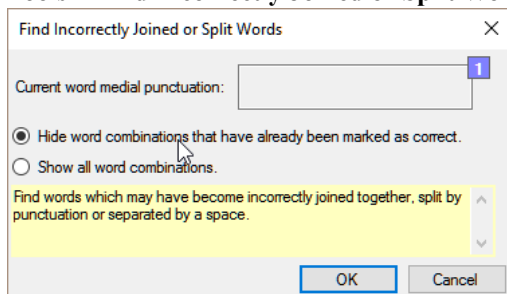 Find Incorrectly Joined or Split Words
1
Current word medial punctuation:
Hide word combinations that have already been marked as correct.
Show all word combinations.
Find words which may have become incorrectly joined together, split by
punctuation or separated by a space.
OK Cancel